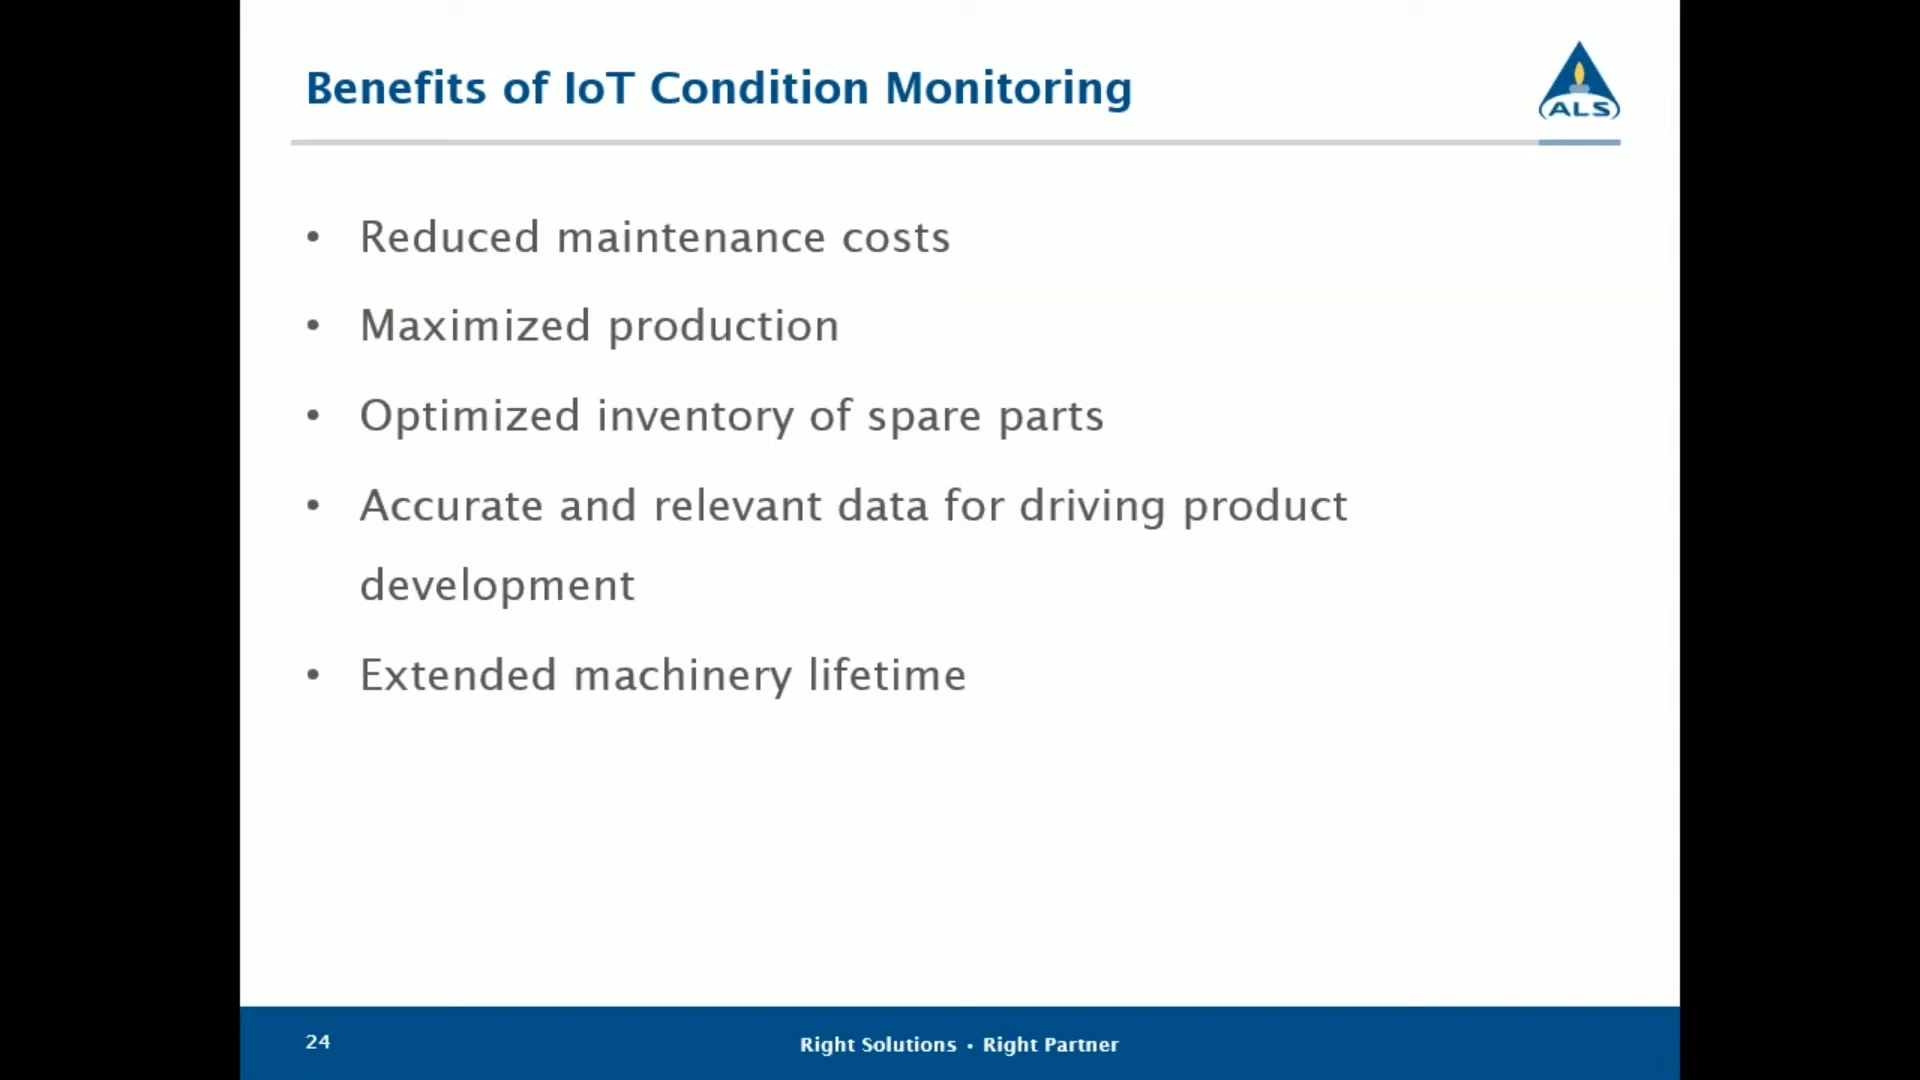 Benefits of IoT Condition Monitoring
ALS
• Reduced maintenance costs
• Maximized production
• Optimized inventory of spare parts
• Accurate and relevant data for driving product
development
• Extended machinery lifetime
24
Right Solutions • Right Partner